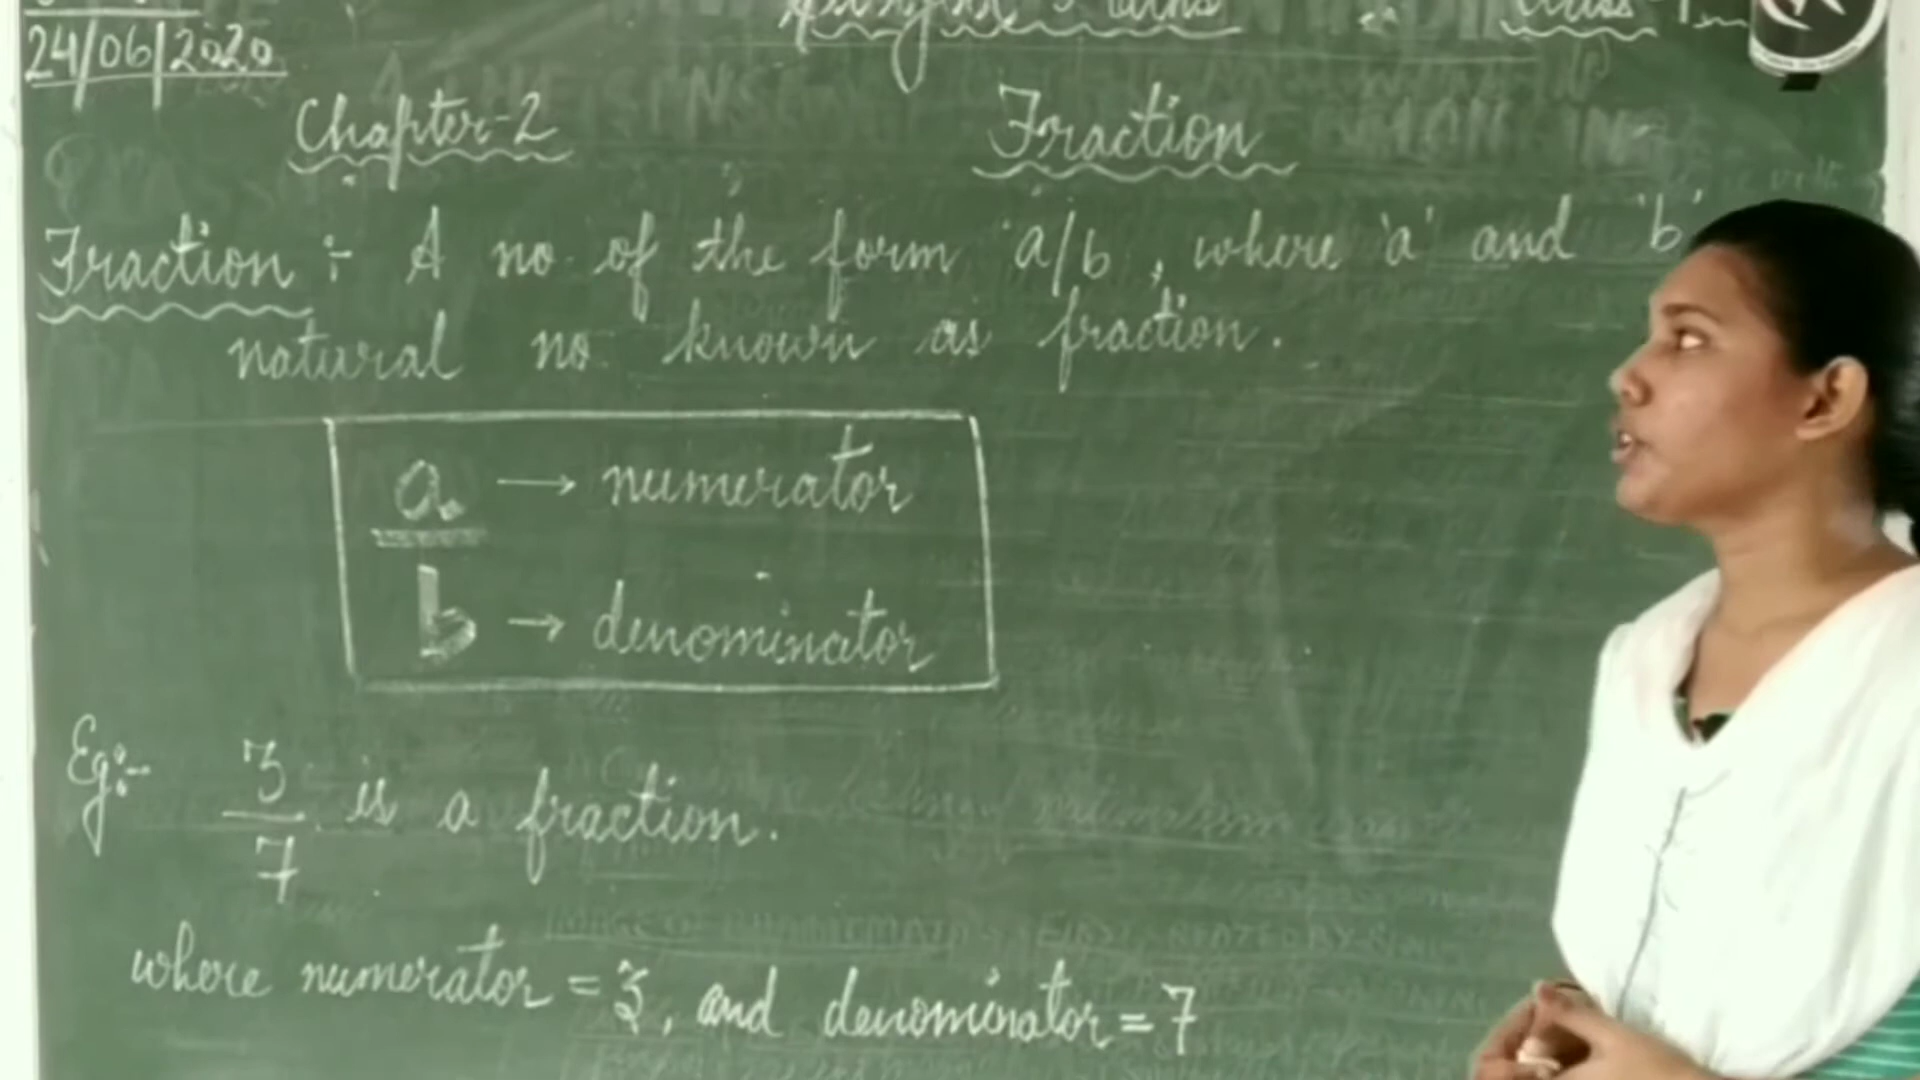 24/06/2020
Chapter-2 Fraction
Fraction :- A no. of the form a/b, where 'a' and 'b'
natural no. known as fraction.
a → numerator
b → denominator
Eg:- 3/7 is a fraction.
where numerator = 3, and denominator = 7